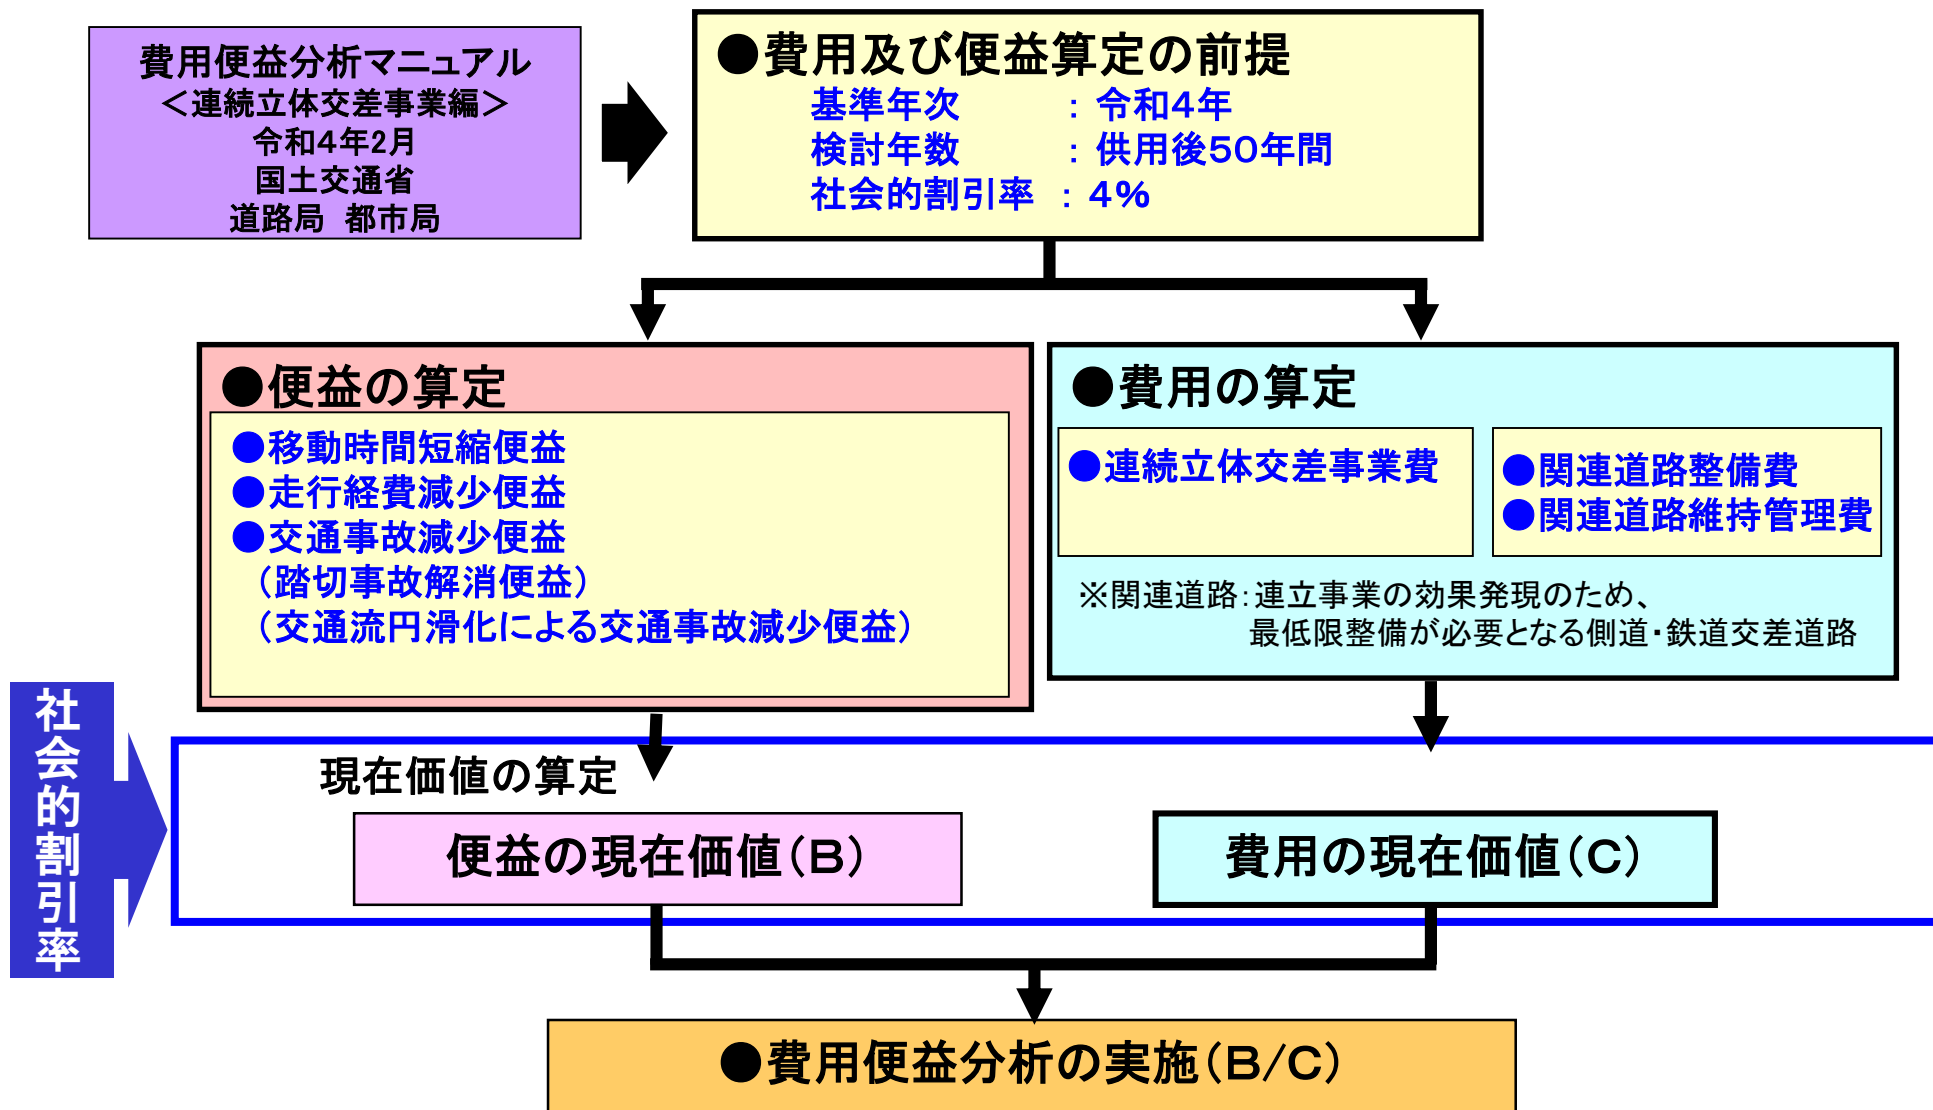 費用便益分析マニュアル
＜連続立体交差事業編＞
令和4年2月
国土交通省
道路局 都市局
●費用及び便益算定の前提
基準年次 ：令和4年
検討年数 ：供用後50年間
社会的割引率 ：4％
●便益の算定
●移動時間短縮便益
●走行経費減少便益
●交通事故減少便益
（踏切事故解消便益）
（交通流円滑化による交通事故減少便益）
●費用の算定
●連続立体交差事業費
●関連道路整備費
●関連道路維持管理費
※関連道路：連立事業の効果発現のため、
最低限整備が必要となる側道・鉄道交差道路
社会的割引率
現在価値の算定
便益の現在価値（B）
費用の現在価値（C）
●費用便益分析の実施（B/C）